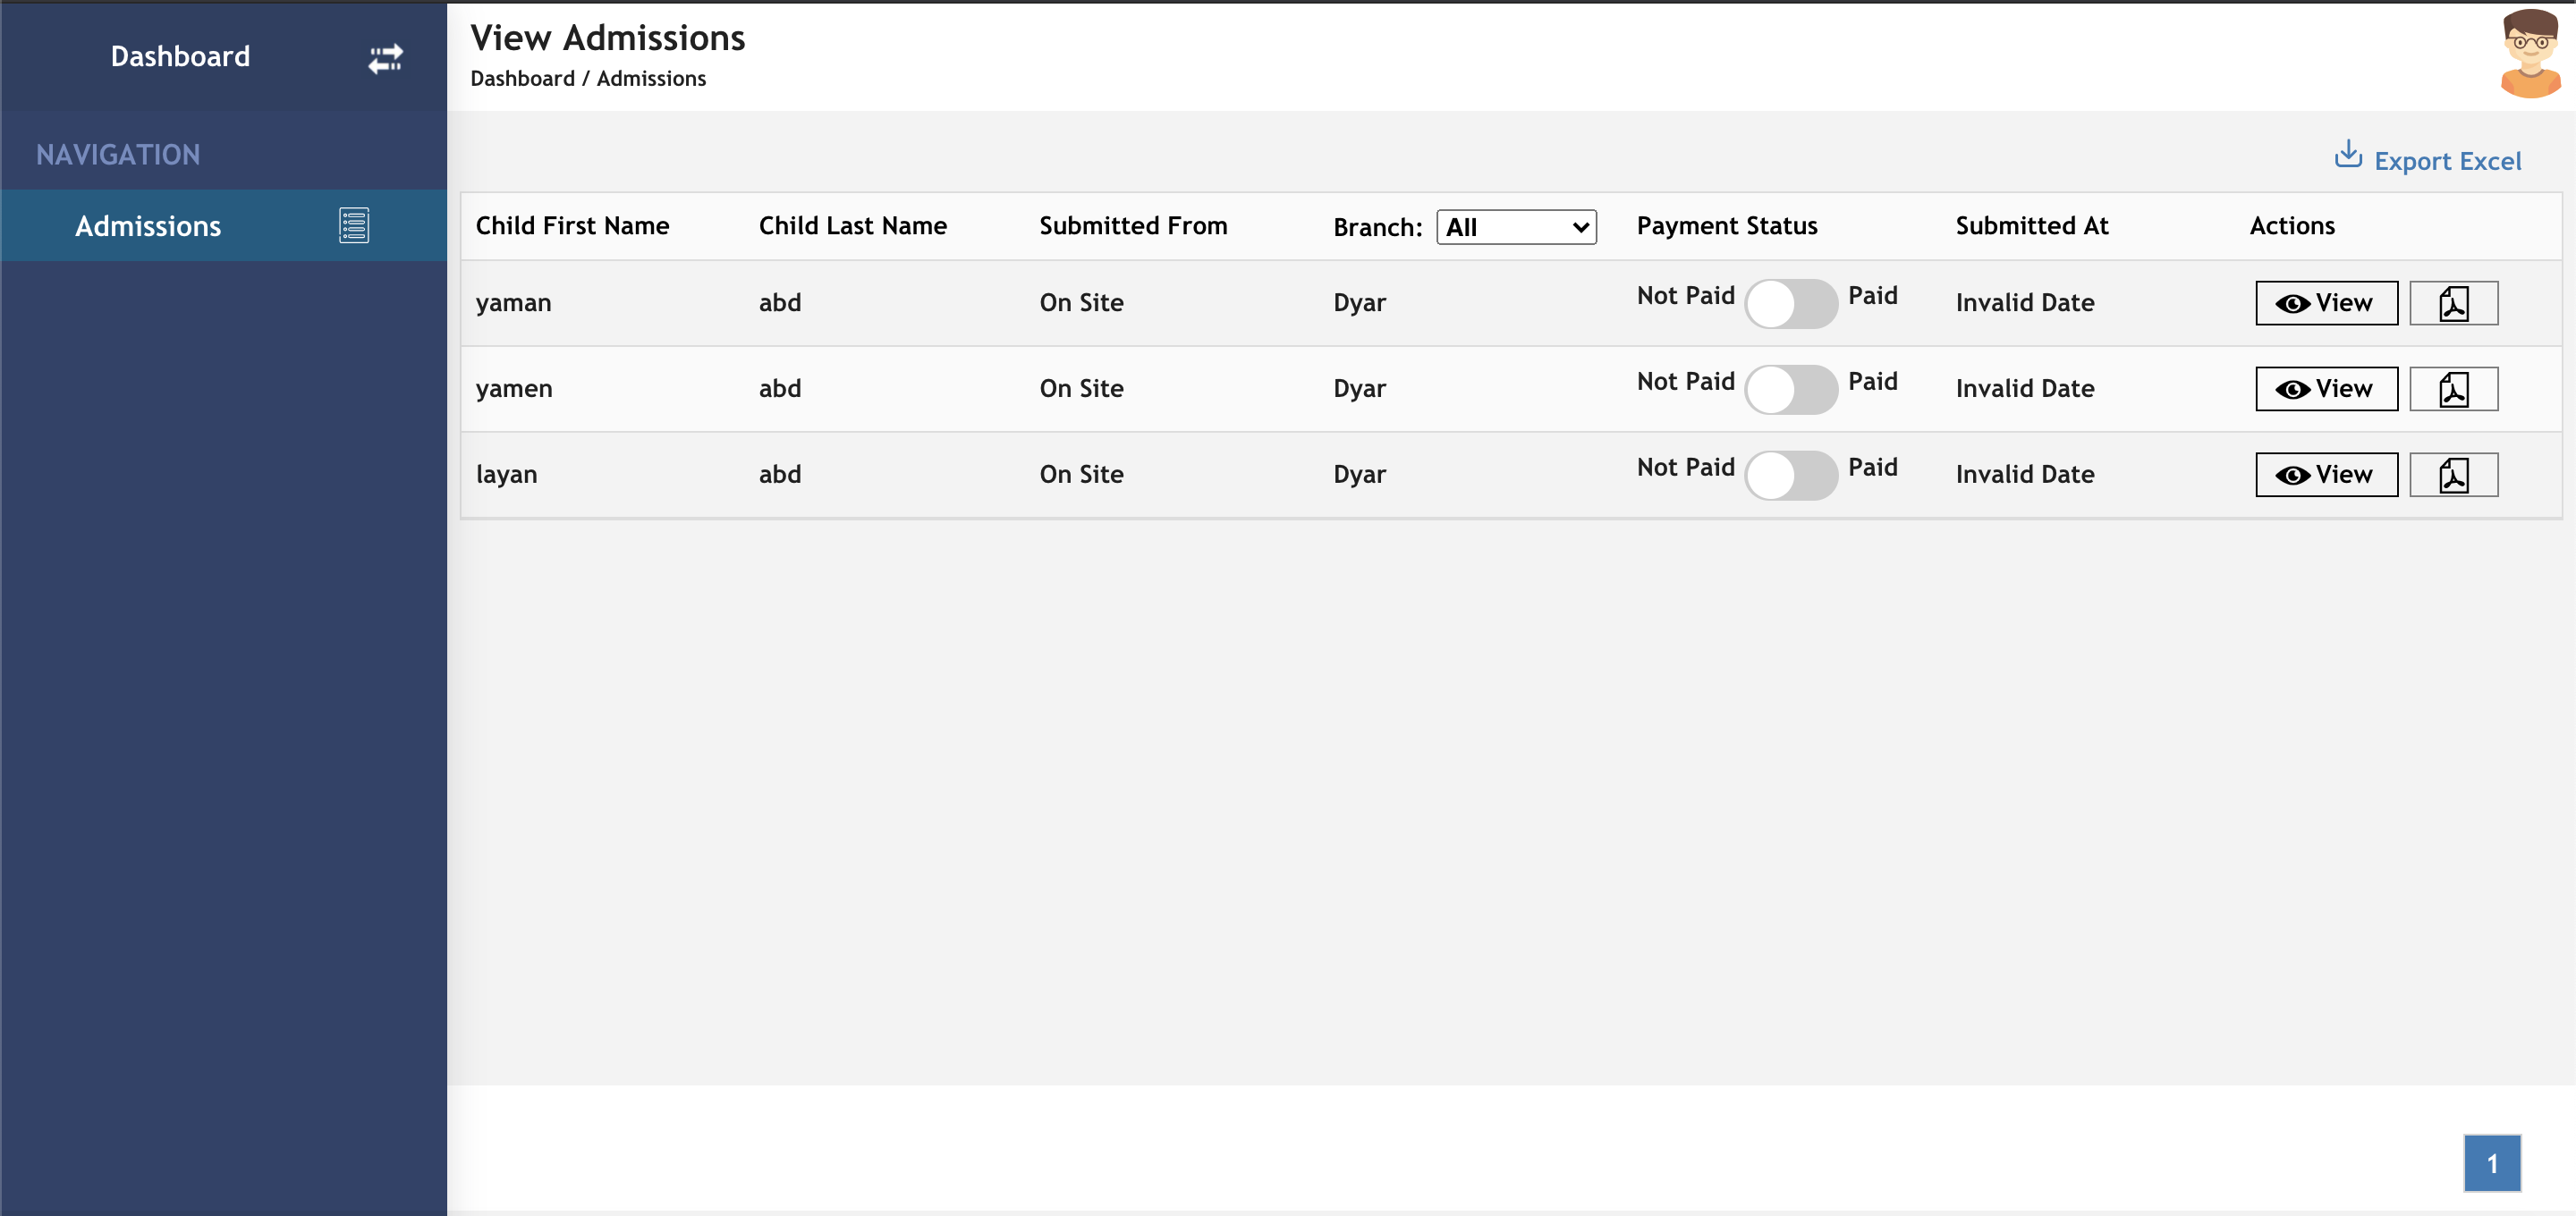 Dashboard
NAVIGATION
Admissions
View Admissions
Dashboard / Admissions
Export Excel
Child First Name Child Last Name Submitted From Branch: All Payment Status Submitted At Actions
yaman abd On Site Dyar Not Paid Paid Invalid Date View
yamen abd On Site Dyar Not Paid Paid Invalid Date View
layan abd On Site Dyar Not Paid Paid Invalid Date View
1